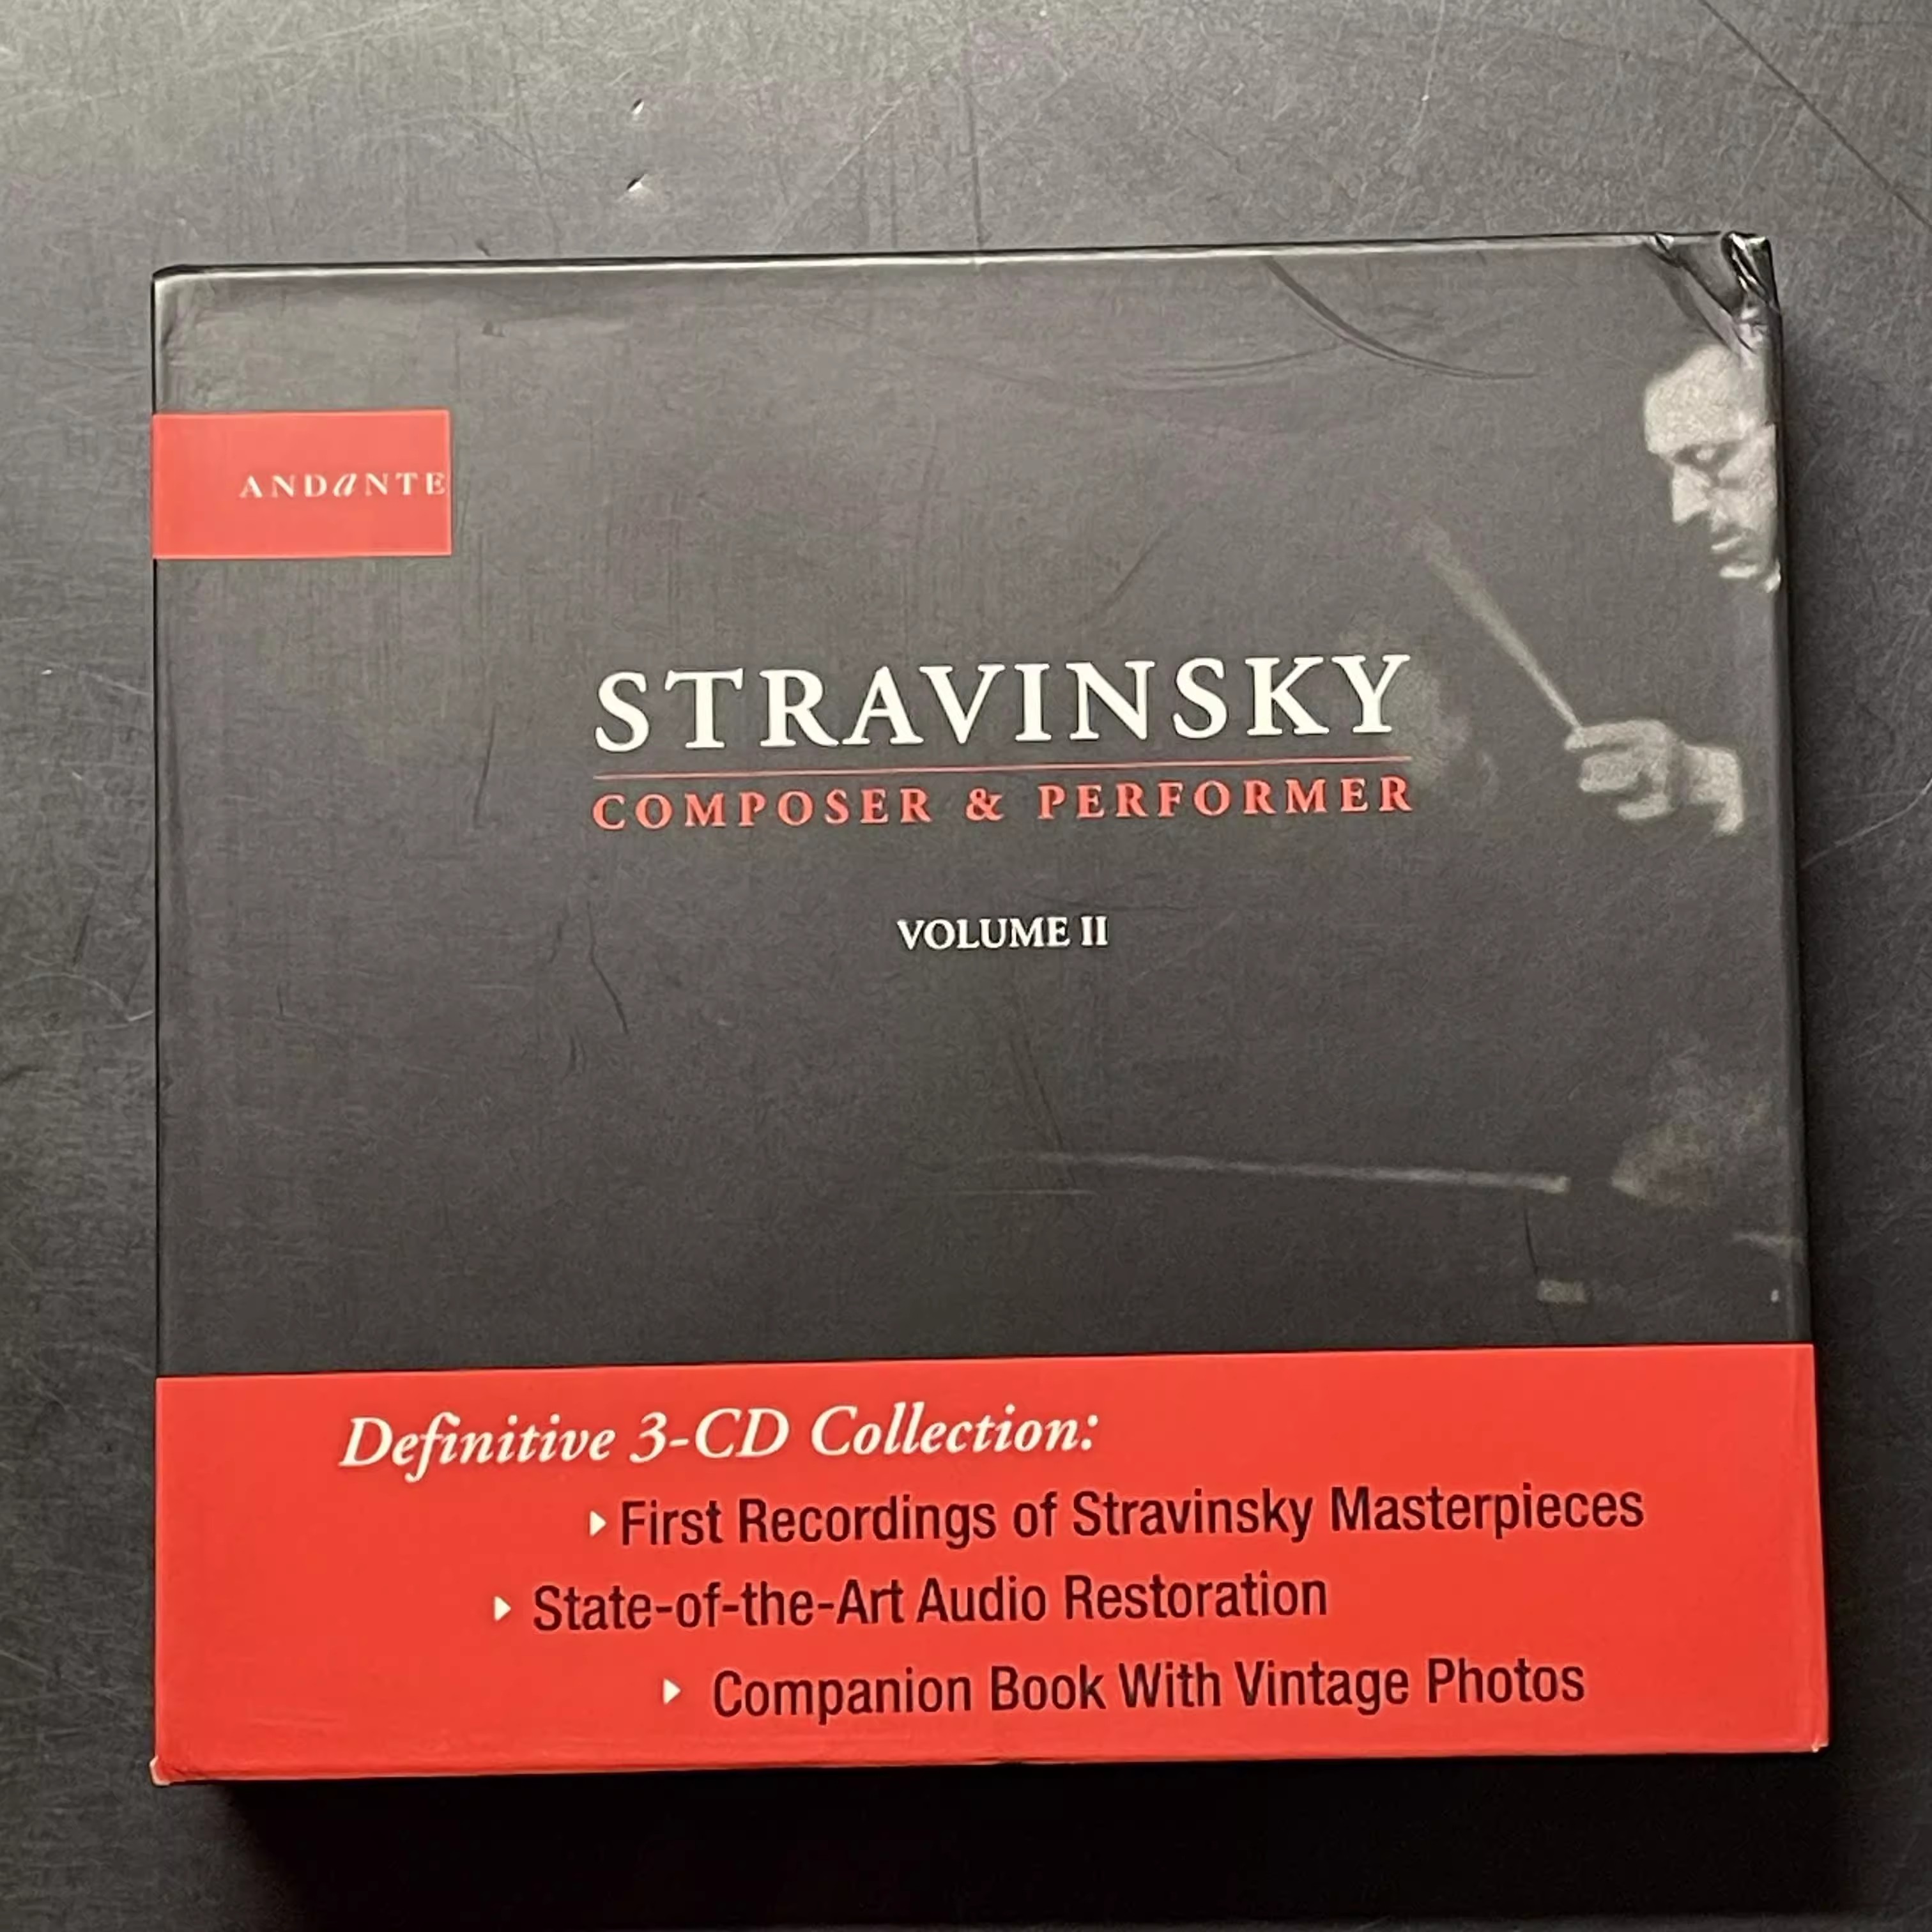 ANDaNTE
STRAVINSKY
COMPOSER & PERFORMER
VOLUME II
Definitive 3-CD Collection:
First Recordings of Stravinsky Masterpieces
State-of-the-Art Audio Restoration
Companion Book With Vintage Photos